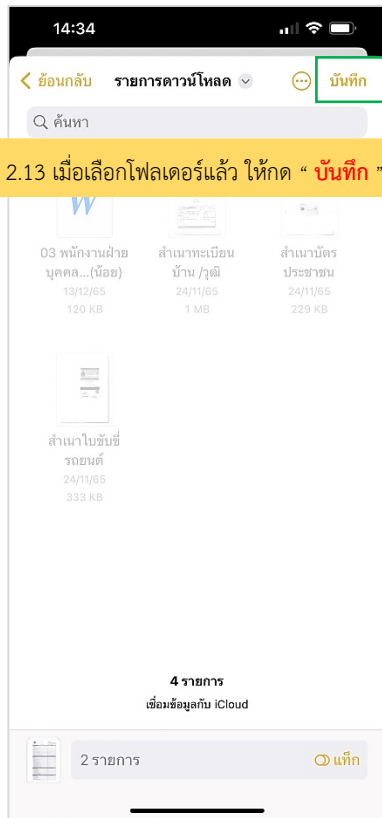 14:34
ย้อนกลับ รายการดาวน์โหลด บันทึก
ค้นหา
2.13 เมื่อเลือกโฟลเดอร์แล้ว ให้กด “ บันทึก ”
W
03 พนักงานฝ่าย สำเนาทะเบียน สำเนาบัตร
บุคคล...(น้อย) บ้าน /วุฒิ ประชาชน
13/12/65 24/11/65 24/11/65
120 KB 1 MB 229 KB
สำเนาใบขับขี่
รถยนต์
24/11/65
333 KB
4 รายการ
เชื่อมข้อมูลกับ iCloud
2 รายการ แท็ก